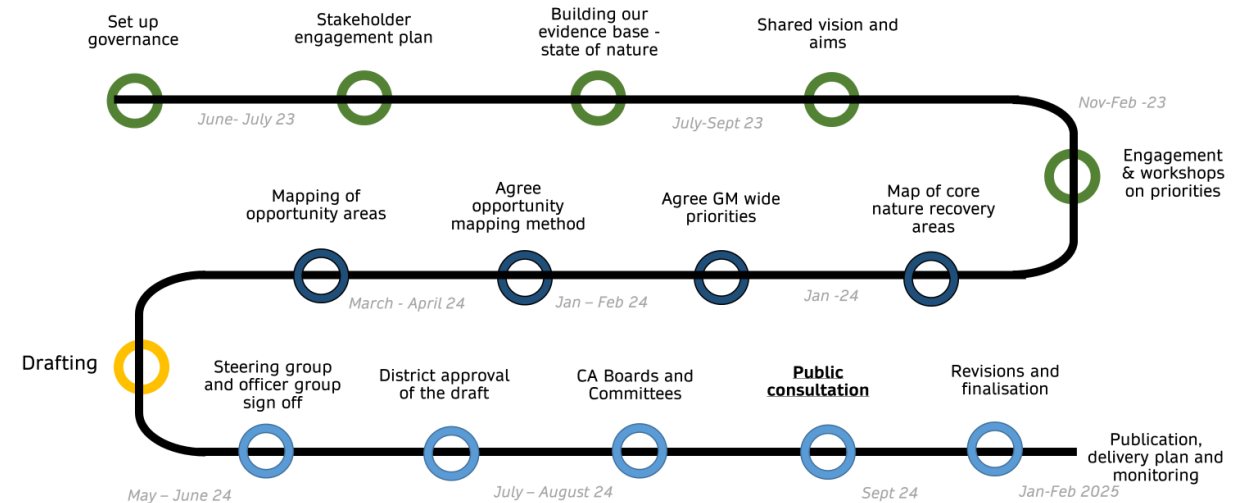 Set up
governance
Stakeholder
engagement plan
Building our
evidence base -
state of nature
Shared vision and
aims
June- July 23
July-Sept 23
Nov-Feb -23
Engagement
& workshops
on priorities
Map of core
nature recovery
areas
Agree GM wide
priorities
Agree
opportunity
mapping method
Mapping of
opportunity areas
Jan -24
Jan – Feb 24
March - April 24
Drafting
Steering group
and officer group
sign off
District approval
of the draft
CA Boards and
Committees
Public
consultation
Revisions and
finalisation
Publication,
delivery plan and
monitoring
May – June 24
July – August 24
Sept 24
Jan-Feb 2025